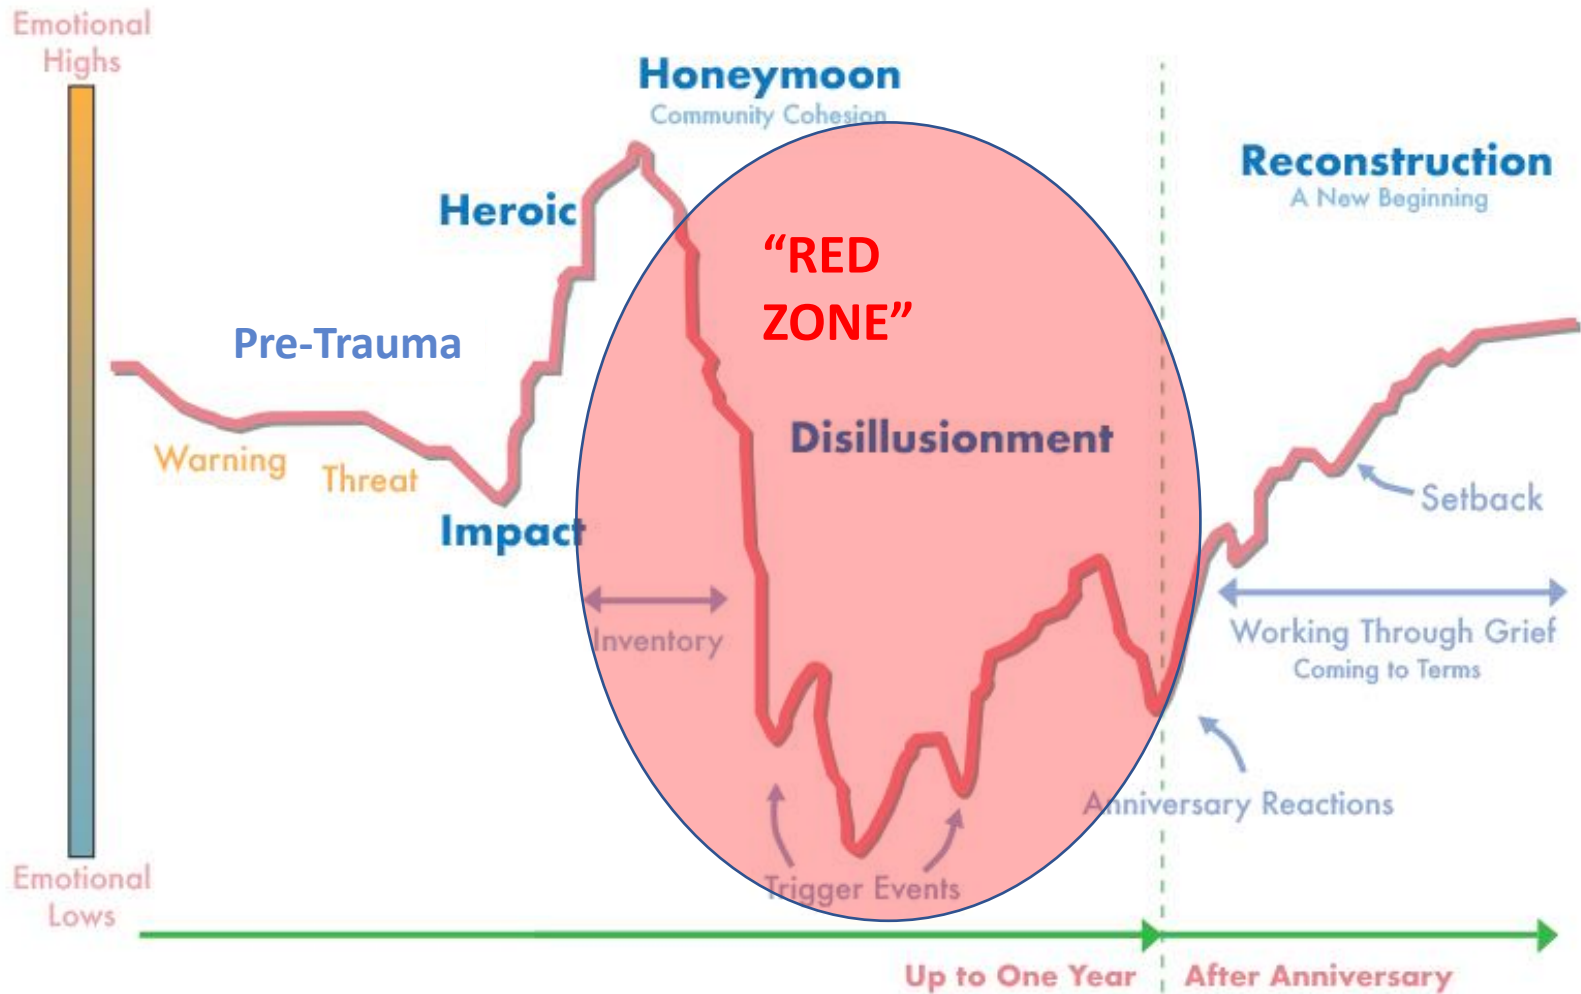 Emotional
Highs
Honeymoon
Community Cohesion
Reconstruction
A New Beginning
Heroic
“RED
ZONE”
Pre-Trauma
Disillusionment
Warning
Threat
Setback
Impact
Inventory
Working Through Grief
Coming to Terms
Anniversary Reactions
Trigger Events
Emotional
Lows
Up to One Year
After Anniversary